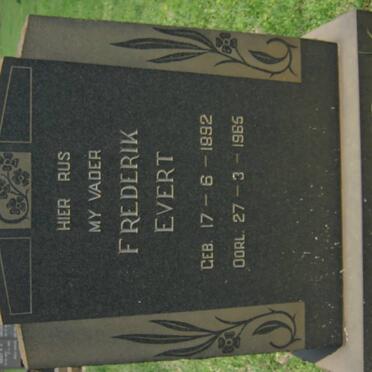 HIER RUS
MY VADER
FREDERIK
EVERT
GEB. 17 - 6 - 1892
OORL. 27 - 3 - 1965